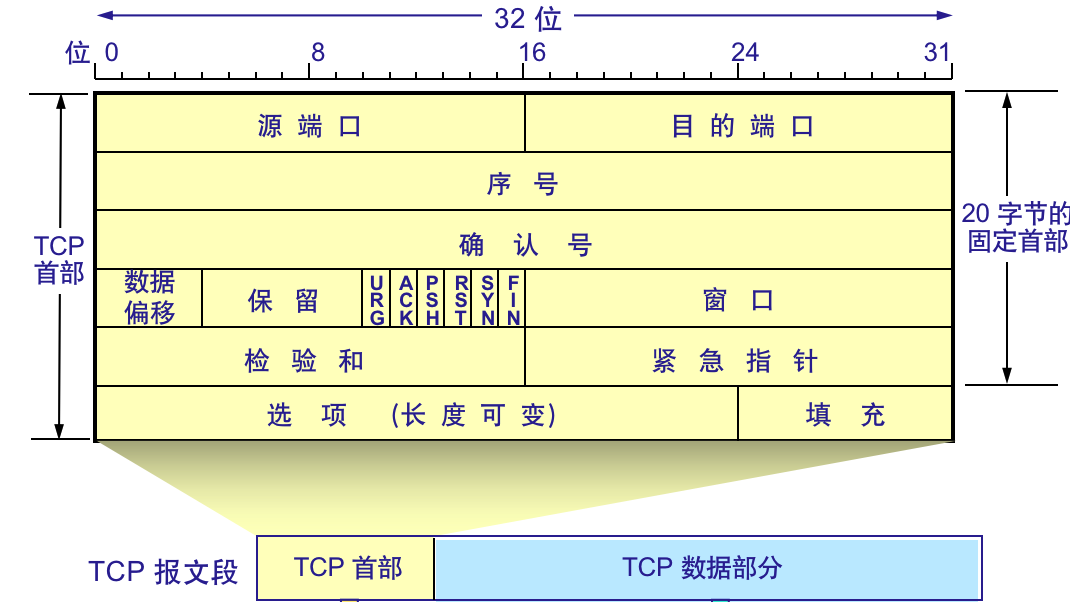 32 位
位 0 8 16 24 31
源 端 口 目 的 端 口
序 号
确 认 号
TCP
首部
20 字节的
固定首部
数据
偏移
保 留
URG
ACK
PSH
RST
SYN
FIN
窗 口
检 验 和 紧 急 指 针
选 项 (长 度 可 变) 填 充
TCP 报文段 TCP 首部 TCP 数据部分